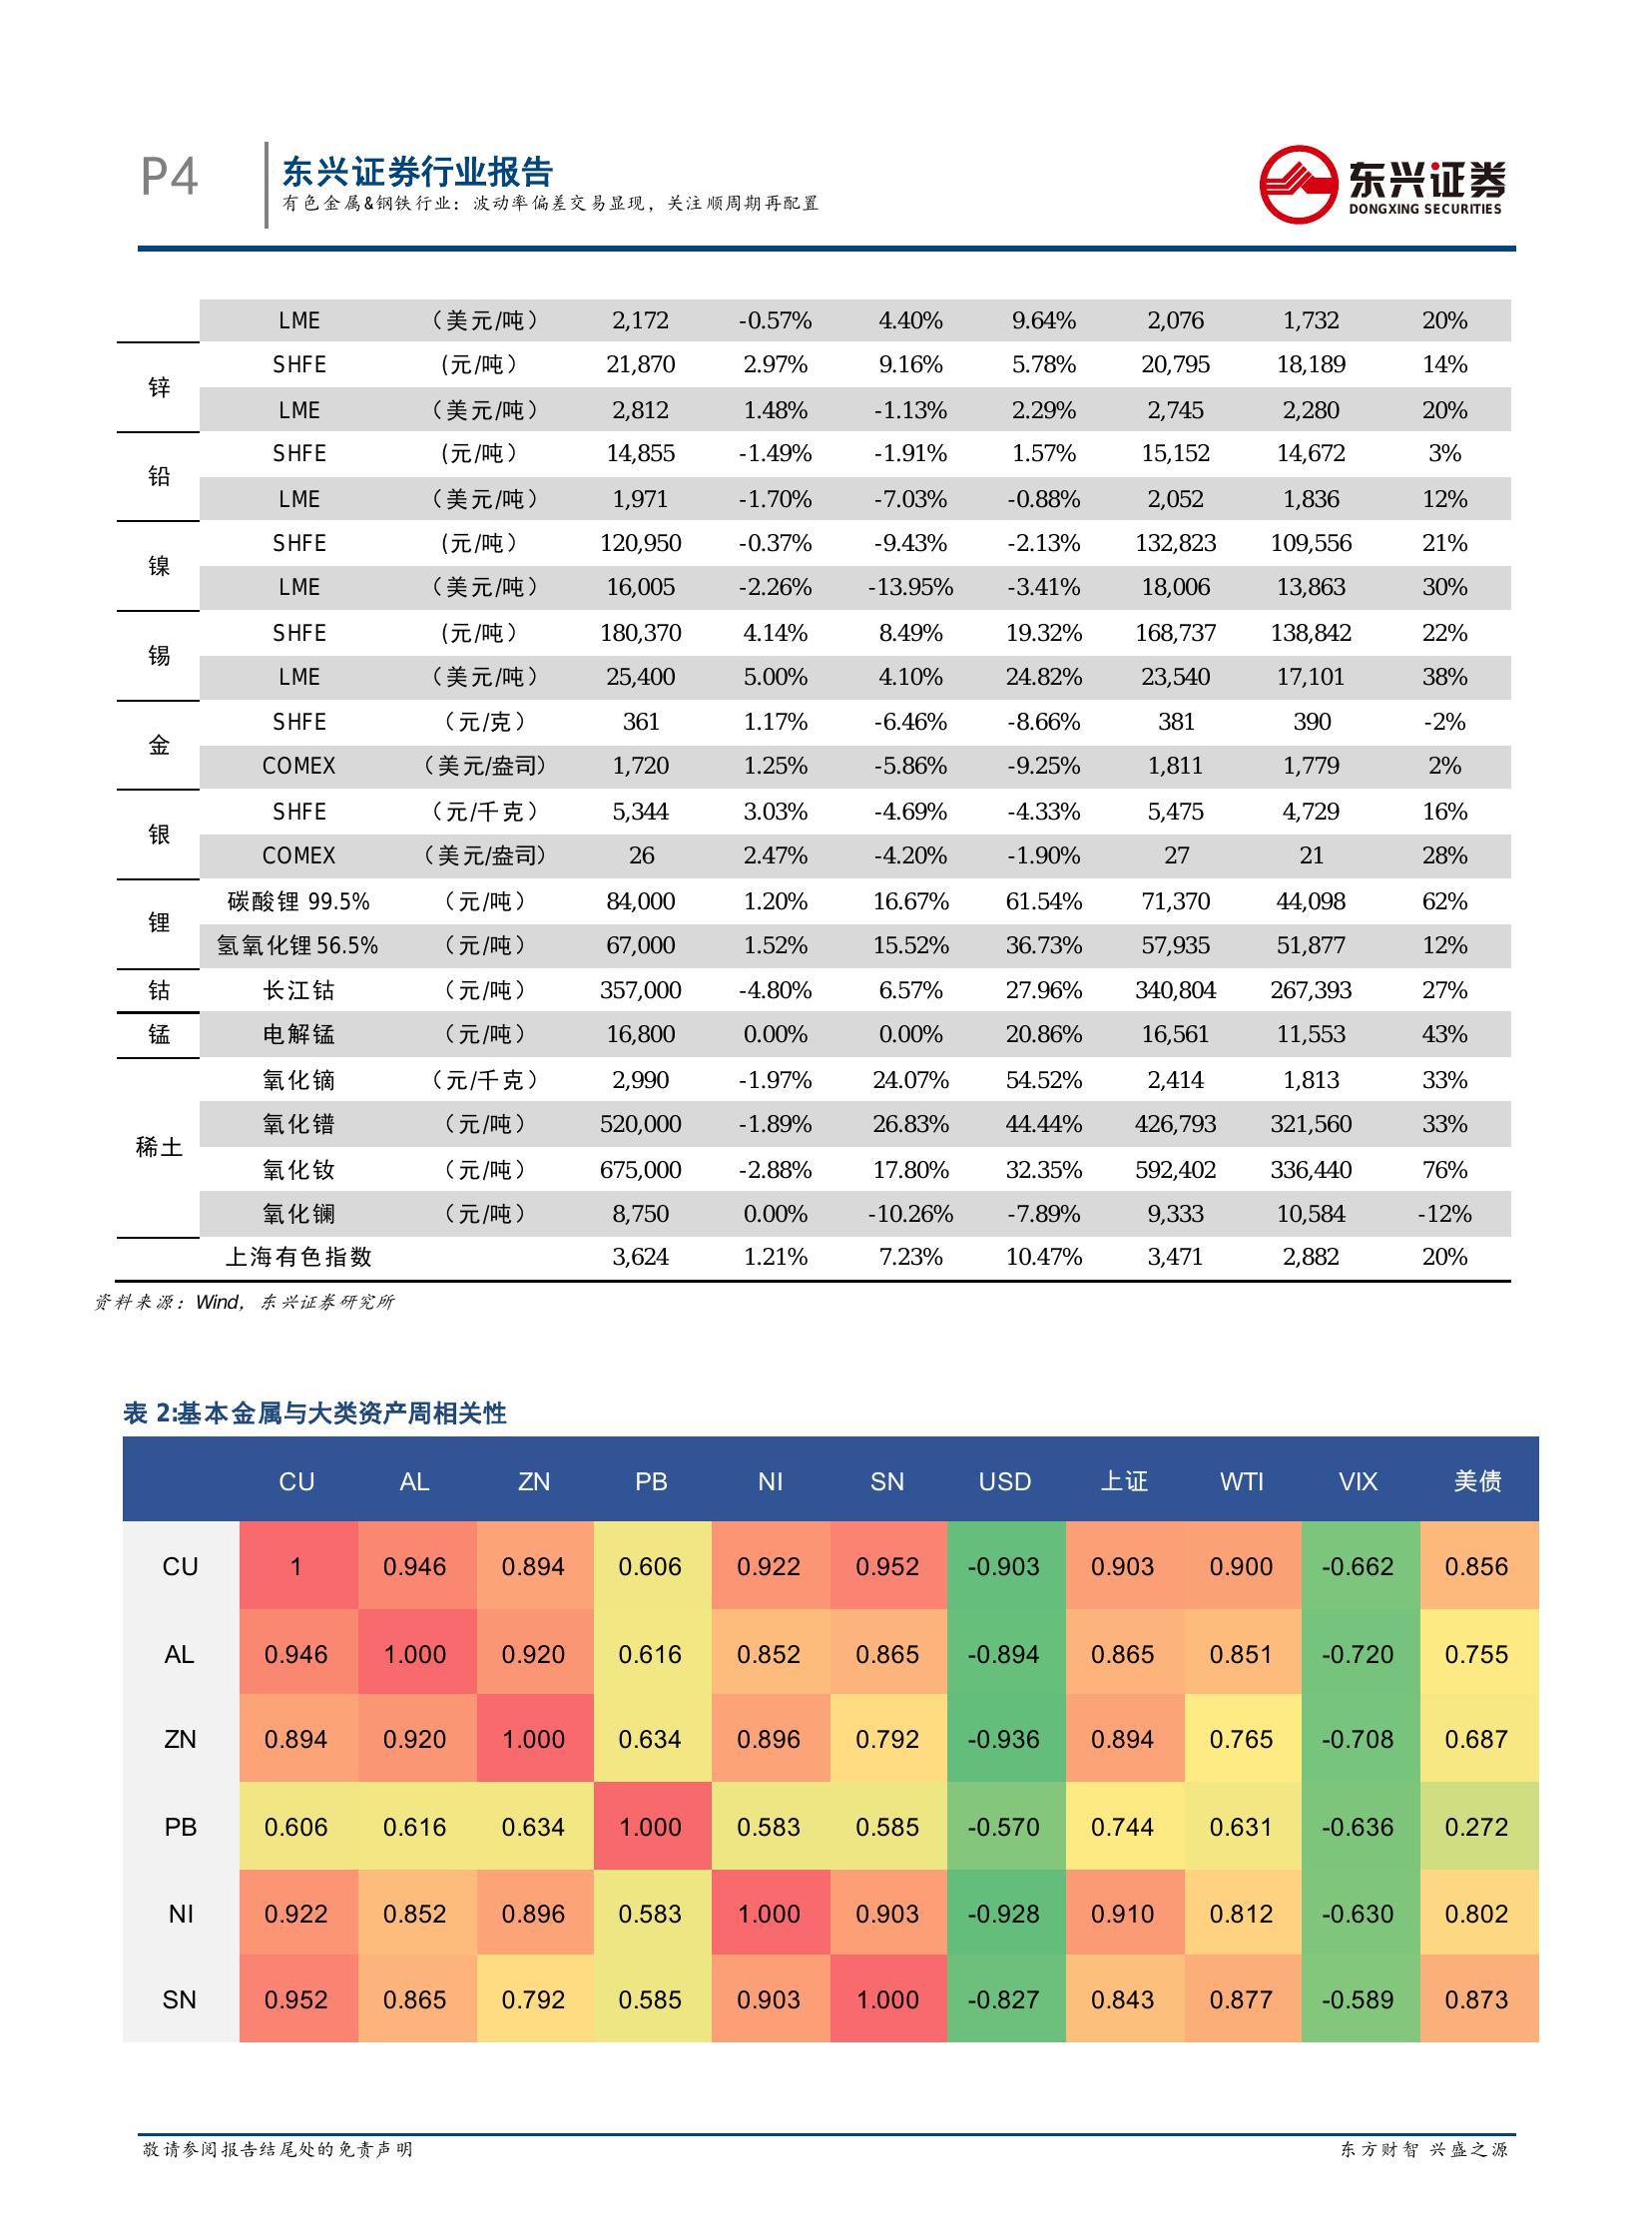 P4
东兴证券行业报告
有色金属&钢铁行业：波动率偏差交易显现，关注顺周期再配置
东兴证券
DONGXING SECURITIES
LME （美元/吨） 2,172 -0.57% 4.40% 9.64% 2,076 1,732 20%
锌 SHFE （元/吨） 21,870 2.97% 9.16% 5.78% 20,795 18,189 14%
LME （美元/吨） 2,812 1.48% -1.13% 2.29% 2,745 2,280 20%
铅 SHFE （元/吨） 14,855 -1.49% -1.91% 1.57% 15,152 14,672 3%
LME （美元/吨） 1,971 -1.70% -7.03% -0.88% 2,052 1,836 12%
镍 SHFE （元/吨） 120,950 -0.37% -9.43% -2.13% 132,823 109,556 21%
LME （美元/吨） 16,005 -2.26% -13.95% -3.41% 18,006 13,863 30%
锡 SHFE （元/吨） 180,370 4.14% 8.49% 19.32% 168,737 138,842 22%
LME （美元/吨） 25,400 5.00% 4.10% 24.82% 23,540 17,101 38%
金 SHFE （元/克） 361 1.17% -6.46% -8.66% 381 390 -2%
COMEX （美元/盎司） 1,720 1.25% -5.86% -9.25% 1,811 1,779 2%
银 SHFE （元/千克） 5,344 3.03% -4.69% -4.33% 5,475 4,729 16%
COMEX （美元/盎司） 26 2.47% -4.20% -1.90% 27 21 28%
锂 碳酸锂 99.5% （元/吨） 84,000 1.20% 16.67% 61.54% 71,370 44,098 62%
氢氧化锂 56.5% （元/吨） 67,000 1.52% 15.52% 36.73% 57,935 51,877 12%
钴 长江钴 （元/吨） 357,000 -4.80% 6.57% 27.96% 340,804 267,393 27%
锰 电解锰 （元/吨） 16,800 0.00% 0.00% 20.86% 16,561 11,553 43%
稀土 氧化镝 （元/千克） 2,990 -1.97% 24.07% 54.52% 2,414 1,813 33%
氧化镨 （元/吨） 520,000 -1.89% 26.83% 44.44% 426,793 321,560 33%
氧化钕 （元/吨） 675,000 -2.88% 17.80% 32.35% 592,402 336,440 76%
氧化镧 （元/吨） 8,750 0.00% -10.26% -7.89% 9,333 10,584 -12%
上海有色指数 3,624 1.21% 7.23% 10.47% 3,471 2,882 20%
资料来源：Wind，东兴证券研究所
表 2:基本金属与大类资产周相关性
CU AL ZN PB NI SN USD 上证 WTI VIX 美债
CU 1 0.946 0.894 0.606 0.922 0.952 -0.903 0.903 0.900 -0.662 0.856
AL 0.946 1.000 0.920 0.616 0.852 0.865 -0.894 0.865 0.851 -0.720 0.755
ZN 0.894 0.920 1.000 0.634 0.896 0.792 -0.936 0.894 0.765 -0.708 0.687
PB 0.606 0.616 0.634 1.000 0.583 0.585 -0.570 0.744 0.631 -0.636 0.272
NI 0.922 0.852 0.896 0.583 1.000 0.903 -0.928 0.910 0.812 -0.630 0.802
SN 0.952 0.865 0.792 0.585 0.903 1.000 -0.827 0.843 0.877 -0.589 0.873
敬请参阅报告结尾处的免责声明
东方财智 兴盛之源